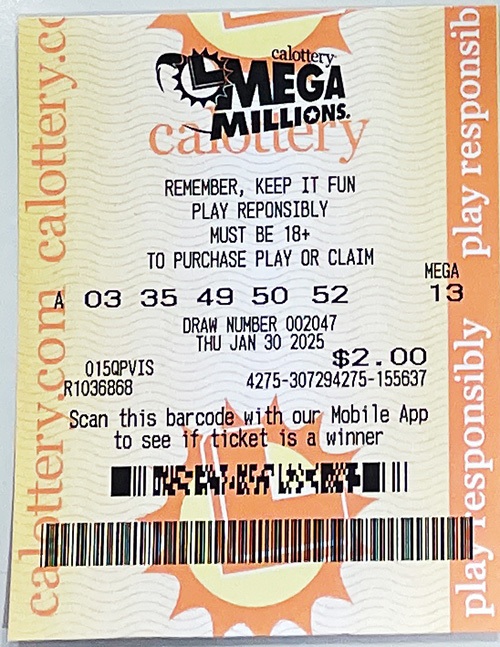 calottery
MEGA
MILLIONS.
calottery
REMEMBER, KEEP IT FUN
PLAY REPONSIBLY
MUST BE 18+
TO PURCHASE PLAY OR CLAIM
MEGA
A 03 35 49 50 52 13
DRAW NUMBER 002047
THU JAN 30 2025
$2.00
015QPVIS
R1036868 4275-307294275-155637
Scan this barcode with our Mobile App
to see if ticket is a winner
calottery.com calottery.co
play responsibly play responsib